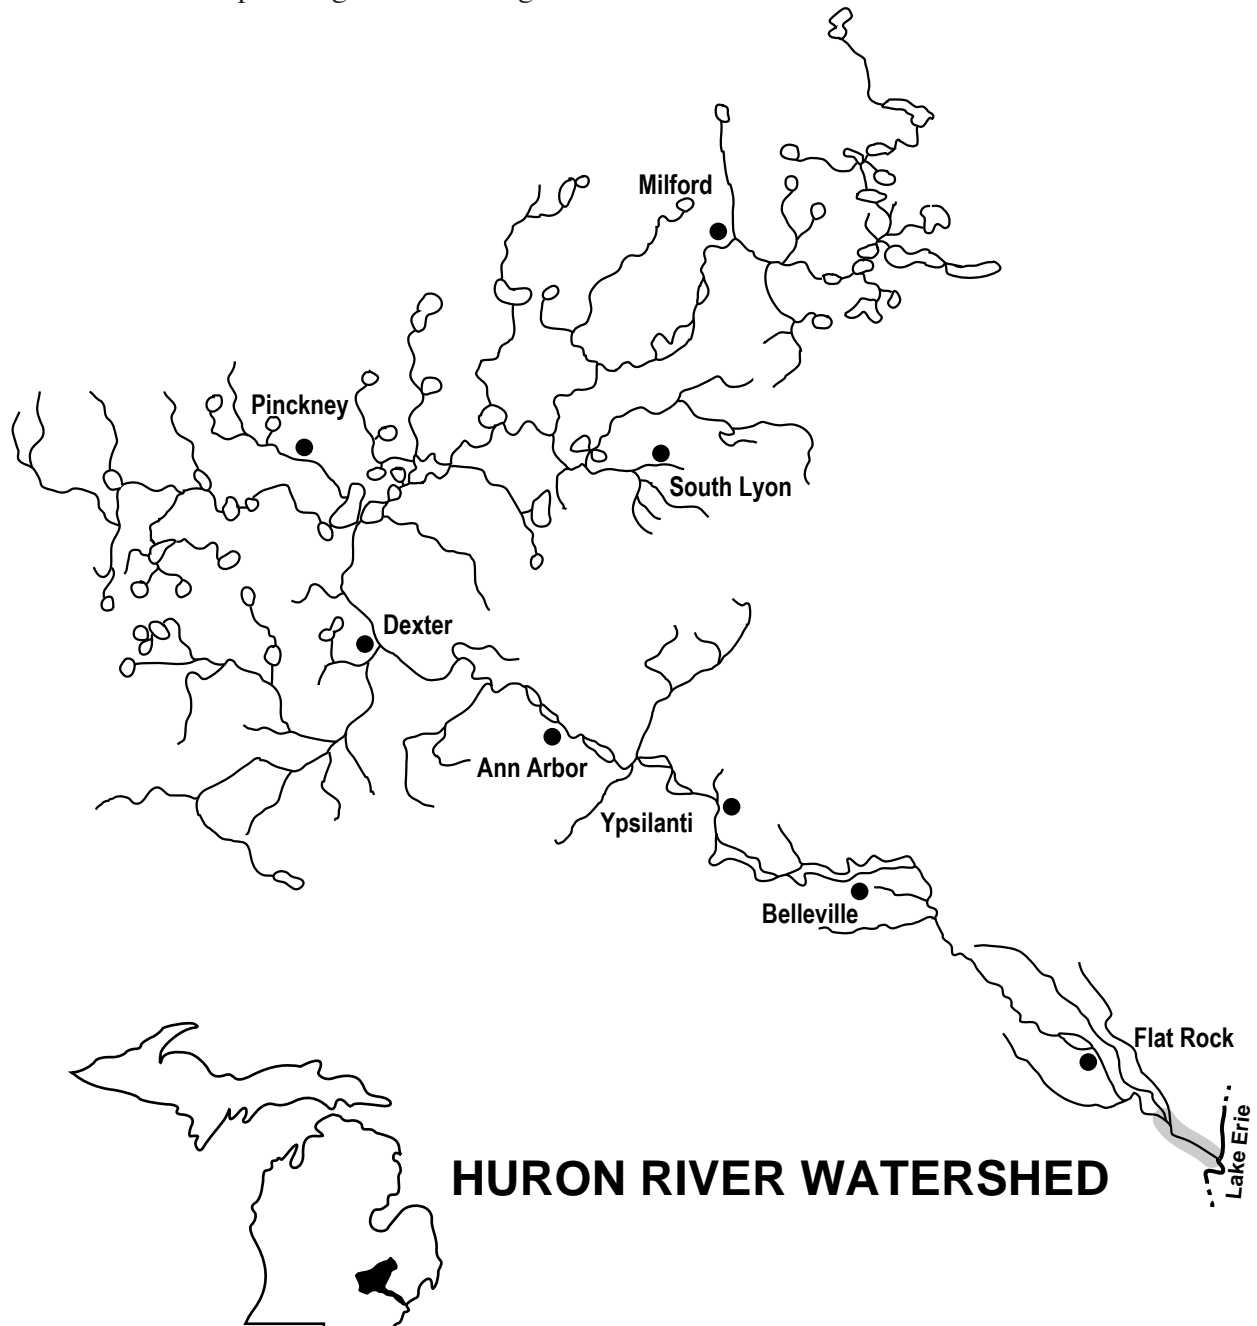 Milford
Pinckney
South Lyon
Dexter
Ann Arbor
Ypsilanti
Belleville
Flat Rock
Lake Erie
HURON RIVER WATERSHED